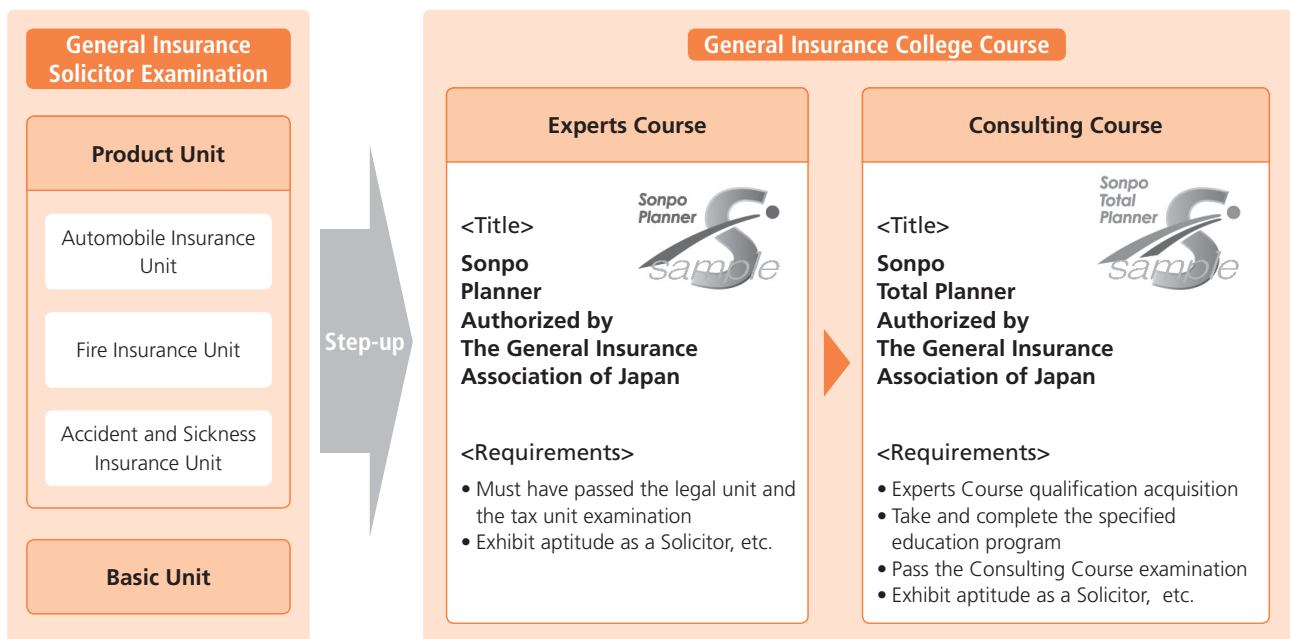 General Insurance
Solicitor Examination
Product Unit
Automobile Insurance
Unit
Fire Insurance Unit
Accident and Sickness
Insurance Unit
Basic Unit
Step-up
General Insurance College Course
Experts Course
Sonpo
Planner
sample
<Title>
Sonpo
Planner
Authorized by
The General Insurance
Association of Japan
<Requirements>
• Must have passed the legal unit and
the tax unit examination
• Exhibit aptitude as a Solicitor, etc.
Consulting Course
Sonpo
Total
Planner
sample
<Title>
Sonpo
Total Planner
Authorized by
The General Insurance
Association of Japan
<Requirements>
• Experts Course qualification acquisition
• Take and complete the specified
education program
• Pass the Consulting Course examination
• Exhibit aptitude as a Solicitor, etc.